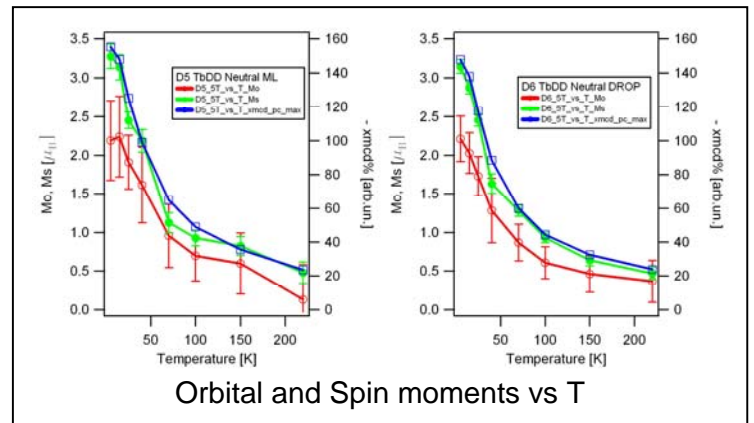 3.5
3.0
2.5
2.0
1.5
1.0
0.5
0.0
Mo, Ms [μB]
D5 TbDD Neutral ML
D5_5T_vs_T_Mo
D5_5T_vs_T_Ms
D5_5T_vs_T_xmcd_pc_max
160
140
120
100
80
60
40
20
0
- xmcd% [arb.un.]
50
100
150
200
Temperature [K]
3.5
3.0
2.5
2.0
1.5
1.0
0.5
0.0
Mo, Ms [μB]
D6 TbDD Neutral DROP
D6_5T_vs_T_Mo
D6_5T_vs_T_Ms
D6_5T_vs_T_xmcd_pc_max
160
140
120
100
80
60
40
20
0
- xmcd% [arb.un.]
50
100
150
200
Temperature [K]
Orbital and Spin moments vs T